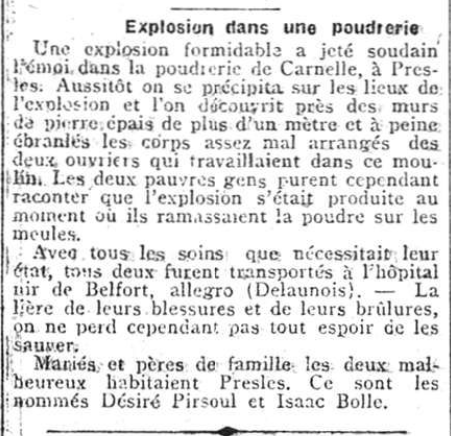 Explosion dans une poudrerie
Une explosion formidable a jeté soudain
l'émoi dans la poudrerie de Carnelle, à Pres-
les. Aussitôt on se précipita sur les lieux de
l'explosion et l'on découvrit près des murs
de pierre épais de plus d'un mètre et à peine
ébranlés les corps assez mal arrangés des
deux ouvriers qui travaillaient dans ce mou-
lin. Les deux pauvres gens purent cependant
raconter que l'explosion s'était produite au
moment où ils ramassaient la poudre sur les
meules.
Avec tous les soins que nécessitait leur
état, tous deux furent transportés à l'hôpital
nir de Belfort, allegro (Delaunois). — La
lière de leurs blessures et de leurs brûlures,
on ne perd cependant pas tout espoir de les
sauver.
Mariés et pères de famille les deux mal-
heureux habitaient Presles. Ce sont les
nommés Désiré Pirsoul et Isaac Bolle.